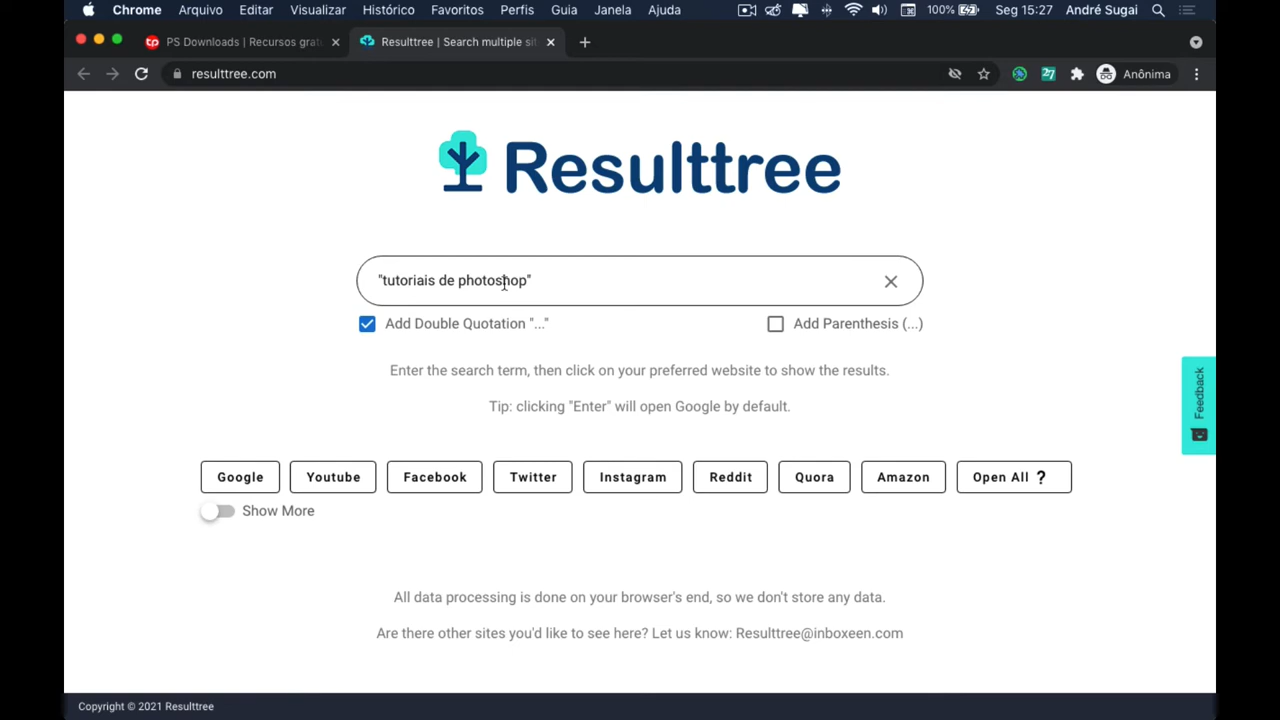 Chrome Arquivo Editar Visualizar Histórico Favoritos Perfis Guia Janela Ajuda 100% Seg 15:27 André Sugai
PS Downloads | Recursos grat Resulttree | Search multiple sit
resulttree.com 27 Anônima
Resulttree
"tutoriais de photoshop"
Add Double Quotation "..." Add Parenthesis (...)
Enter the search term, then click on your preferred website to show the results.
Tip: clicking "Enter" will open Google by default.
Feedback
Google Youtube Facebook Twitter Instagram Reddit Quora Amazon Open All ?
Show More
All data processing is done on your browser's end, so we don't store any data.
Are there other sites you'd like to see here? Let us know: Resulttree@inboxeen.com
Copyright © 2021 Resulttree